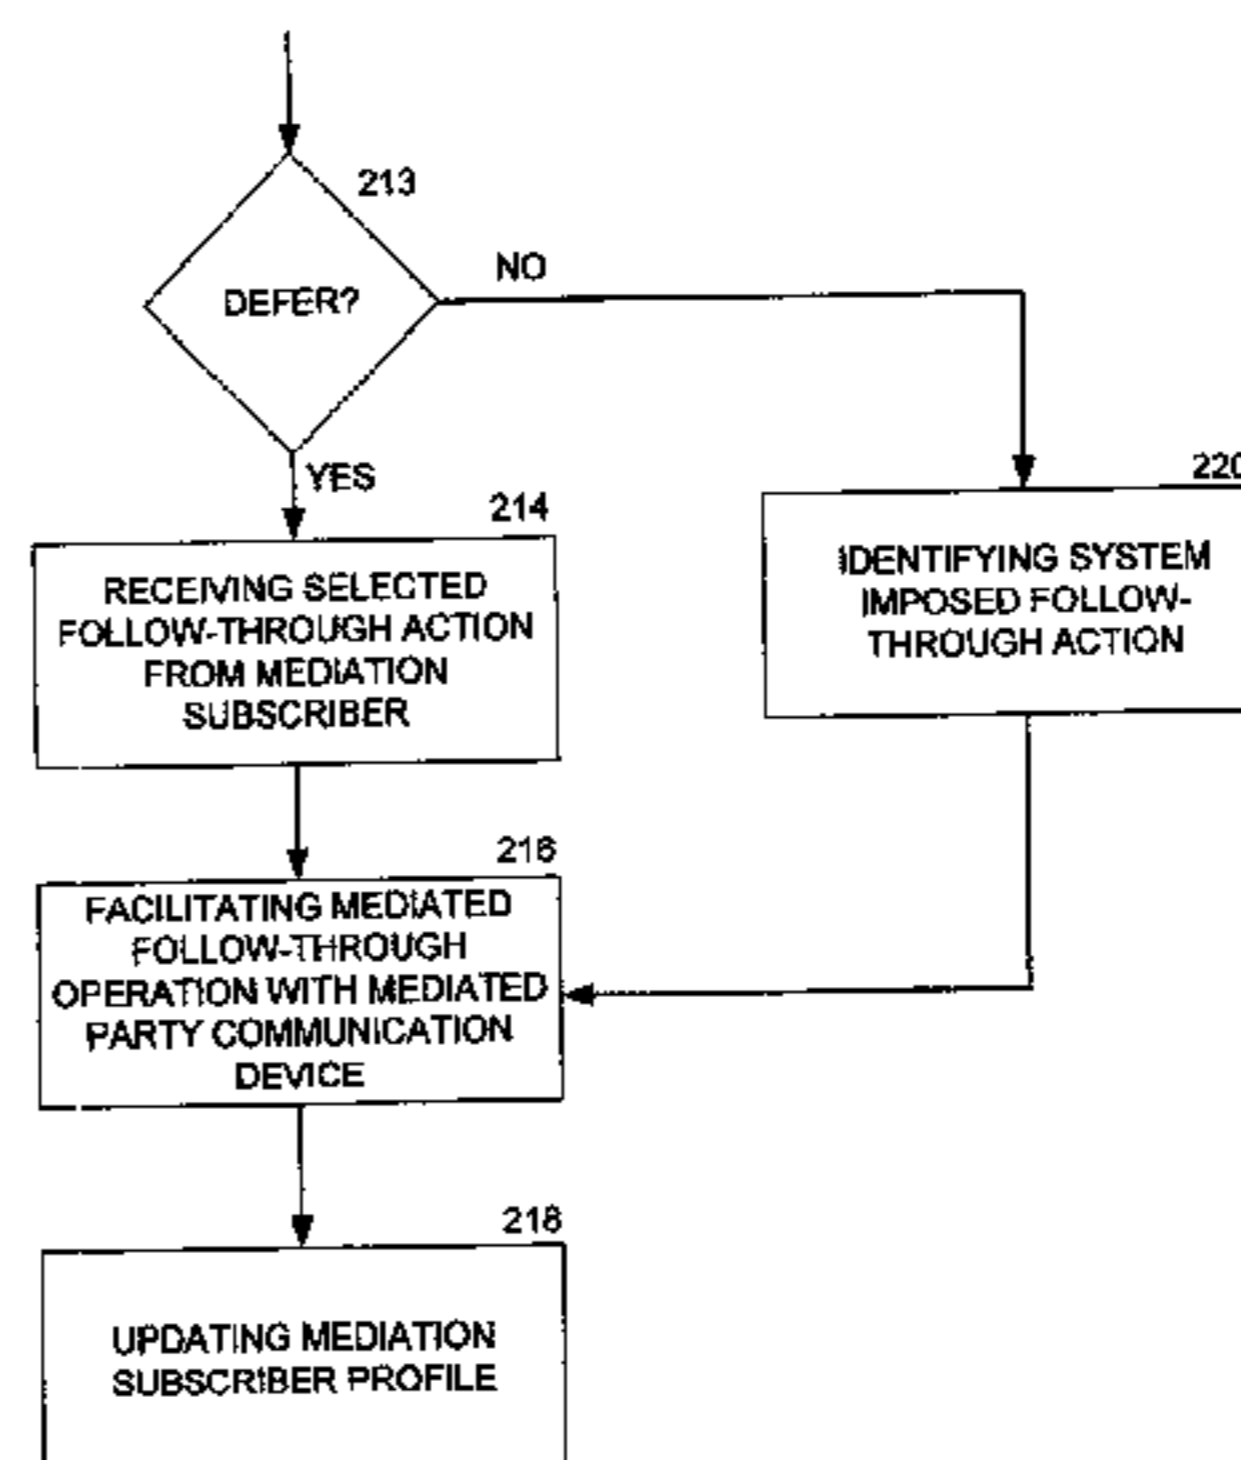 213
DEFER?
NO
YES
214
220
RECEIVING SELECTED
FOLLOW-THROUGH ACTION
FROM MEDIATION
SUBSCRIBER
IDENTIFYING SYSTEM
IMPOSED FOLLOW-
THROUGH ACTION
216
FACILITATING MEDIATED
FOLLOW-THROUGH
OPERATION WITH MEDIATED
PARTY COMMUNICATION
DEVICE
218
UPDATING MEDIATION
SUBSCRIBER PROFILE